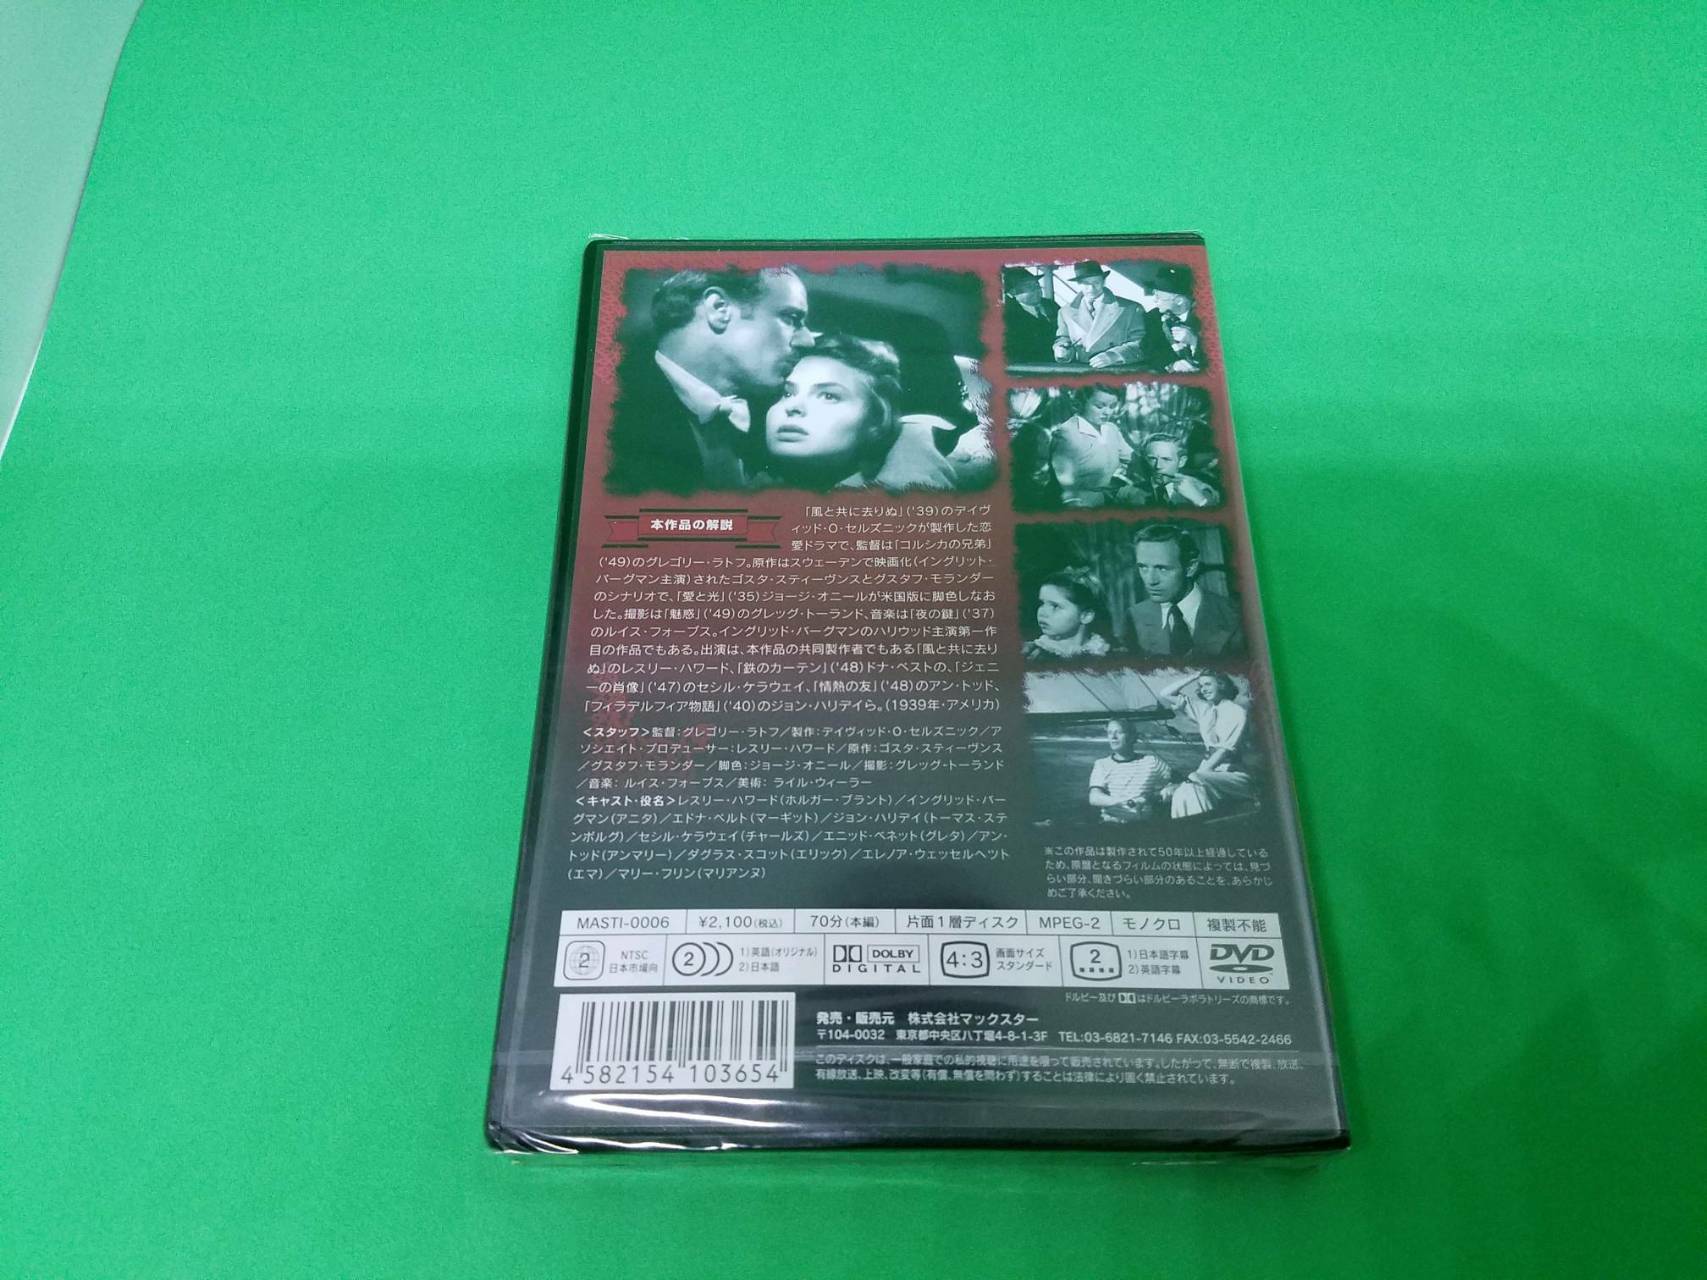 本作品の解説
「風と共に去りぬ」('39)のデイヴ
ィッド・O・セルズニックが製作した恋
愛ドラマで、監督は「コルシカの兄弟」
('49)のグレゴリー・ラトフ。原作はスウェーデンで映画化(イングリット・
バーグマン主演)されたゴスタ・スティーヴンスとグスタフ・モランダー
のシナリオで、「愛と光」('35)ジョージ・オニールが米国版に脚色しなお
した。撮影は「魅惑」('49)のグレッグ・トーランド、音楽は「夜の鍵」('37)
のルイス・フォーブス。イングリッド・バーグマンのハリウッド主演第一作
目の作品でもある。出演は、本作品の共同製作者でもある「風と共に去り
ぬ」のレスリー・ハワード、「鉄のカーテン」('48)ドナ・ベストの、「ジェニ
ーの肖像」('47)のセシル・ケラウェイ、「情熱の友」('48)のアン・トッド、
「フィラデルフィア物語」('40)のジョン・ハリデイら。(1939年・アメリカ)
<スタッフ>監督:グレゴリー・ラトフ/製作:デイヴィッド・O・セルズニック/ア
ソシエイト・プロデューサー:レスリー・ハワード/原作:ゴスタ・スティーヴンス
/グスタフ・モランダー/脚色:ジョージ・オニール/撮影:グレッグ・トーランド
/音楽: ルイス・フォーブス/美術: ライル・ウィーラー
<キャスト・役名>レスリー・ハワード(ホルガー・ブラント)/イングリッド・バー
グマン(アニタ)/エドナ・ベルト(マーギット)/ジョン・ハリデイ(トーマス・ステ
ンボルグ)/セシル・ケラウェイ(チャールズ)/エニッド・ベネット(グレタ)/アン・
トッド(アンマリー)/ダグラス・スコット(エリック)/エレノア・ウェッセルヘフト
(エマ)/マリー・フリン(マリアンヌ)
※この作品は製作されて50年以上経過している
ため、原盤となるフィルムの状態によっては、見づ
らい部分、聞きづらい部分のあることを、あらかじ
めご了承ください。
MASTI-0006 ¥2,100(税込) 70分(本編) 片面1層ディスク MPEG-2 モノクロ 複製不能
2 NTSC 日本市場向
2 1)英語(オリジナル) 2)日本語
DOLBY DIGITAL
4:3 画面サイズ スタンダード
2 1)日本語字幕 2)英語字幕
DVD VIDEO
ドルビー及び はドルビーラボラトリーズの商標です。
発売・販売元 株式会社マックスター
〒104-0032 東京都中央区八丁堀4-8-1-3F TEL:03-6821-7146 FAX:03-5542-2466
このディスクは、一般家庭での私的視聴に用途を限って販売されています。したがって、無断で複製、放送、
有線放送、上映、改変等(有償、無償を問わず)することは法律により固く禁止されています。
4 582154 103654